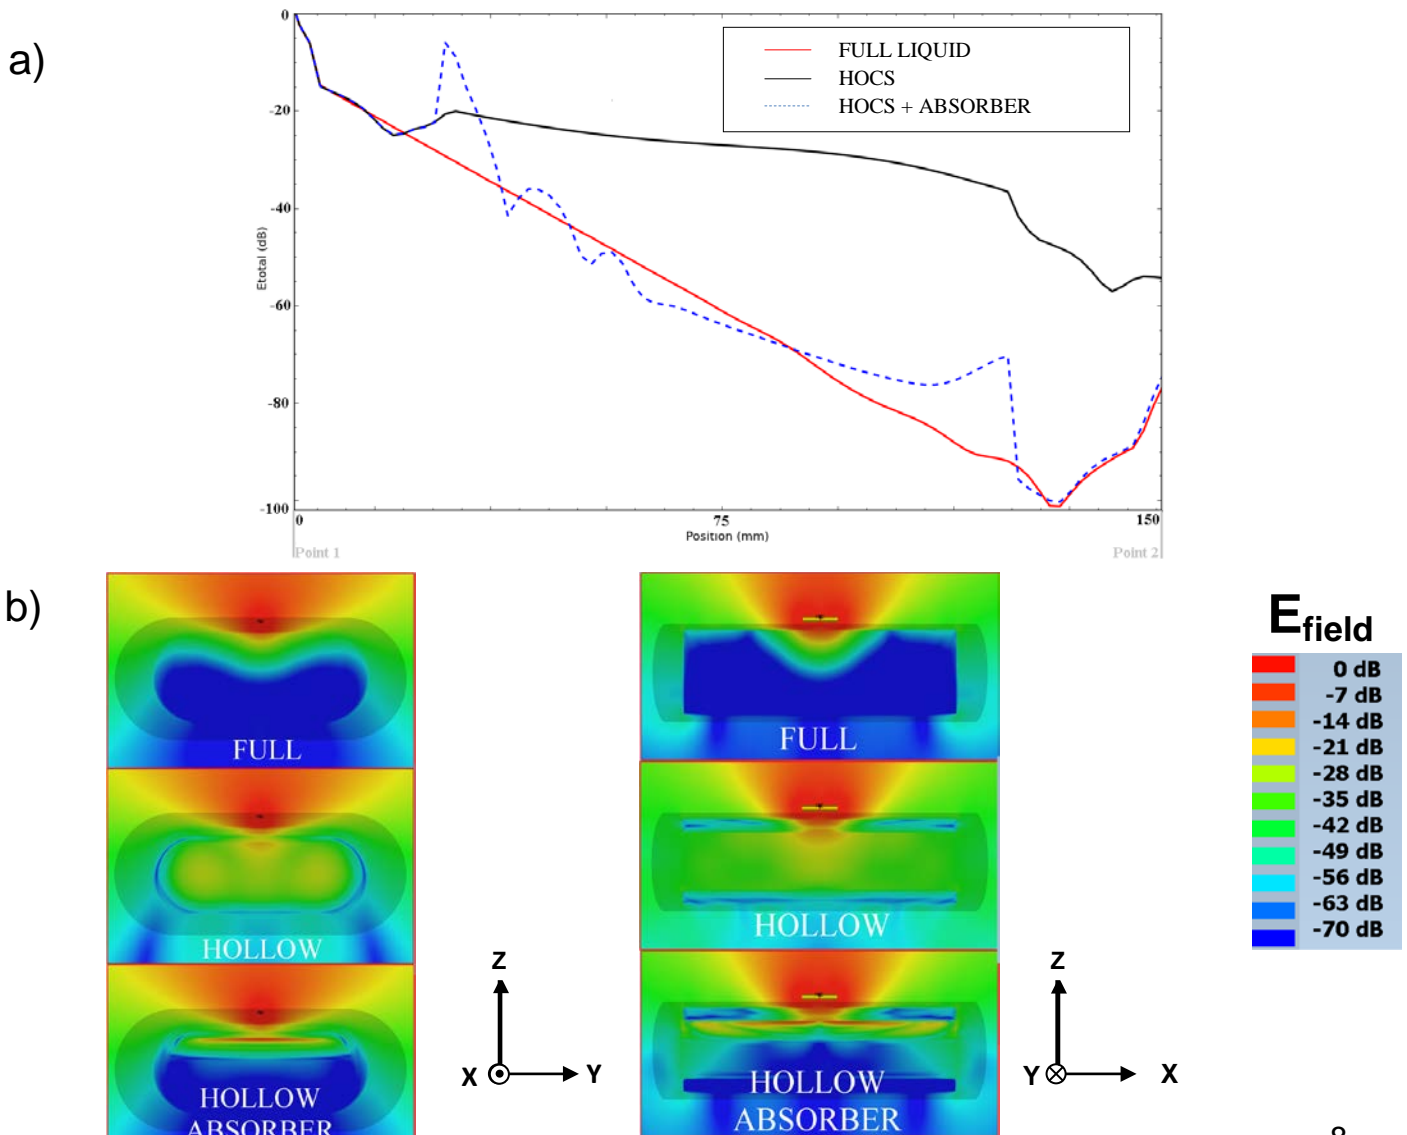 a)
0
-20
-40
-60
-80
-100
Etotal (dB)
FULL LIQUID
HOCS
HOCS + ABSORBER
0
75
150
Position (mm)
Point 1
Point 2
b)
FULL
HOLLOW
HOLLOW
ABSORBER
FULL
HOLLOW
HOLLOW
ABSORBER
Z
X
Y
Z
Y
X
Efield
0 dB
-7 dB
-14 dB
-21 dB
-28 dB
-35 dB
-42 dB
-49 dB
-56 dB
-63 dB
-70 dB
8